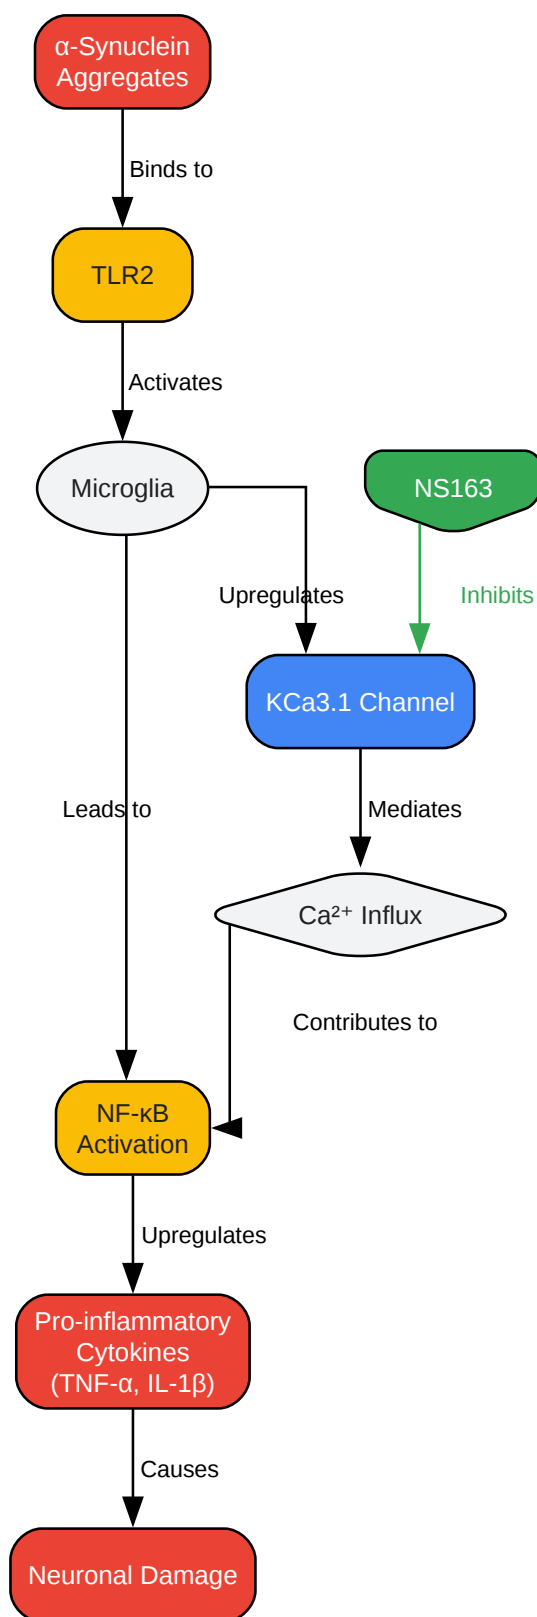 α-Synuclein
Aggregates
Binds to
TLR2
Activates
Microglia
NS163
Upregulates
Inhibits
KCa3.1 Channel
Leads to
Mediates
Ca²⁺ Influx
Contributes to
NF-κB
Activation
Upregulates
Pro-inflammatory
Cytokines
(TNF-α, IL-1β)
Causes
Neuronal Damage